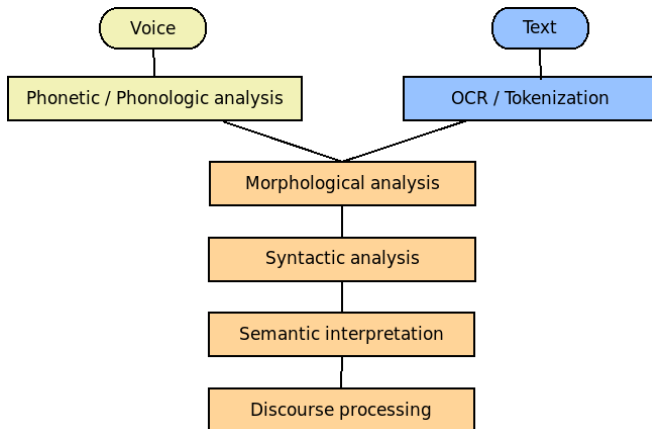 Voice
Text
Phonetic / Phonologic analysis
OCR / Tokenization
Morphological analysis
Syntactic analysis
Semantic interpretation
Discourse processing